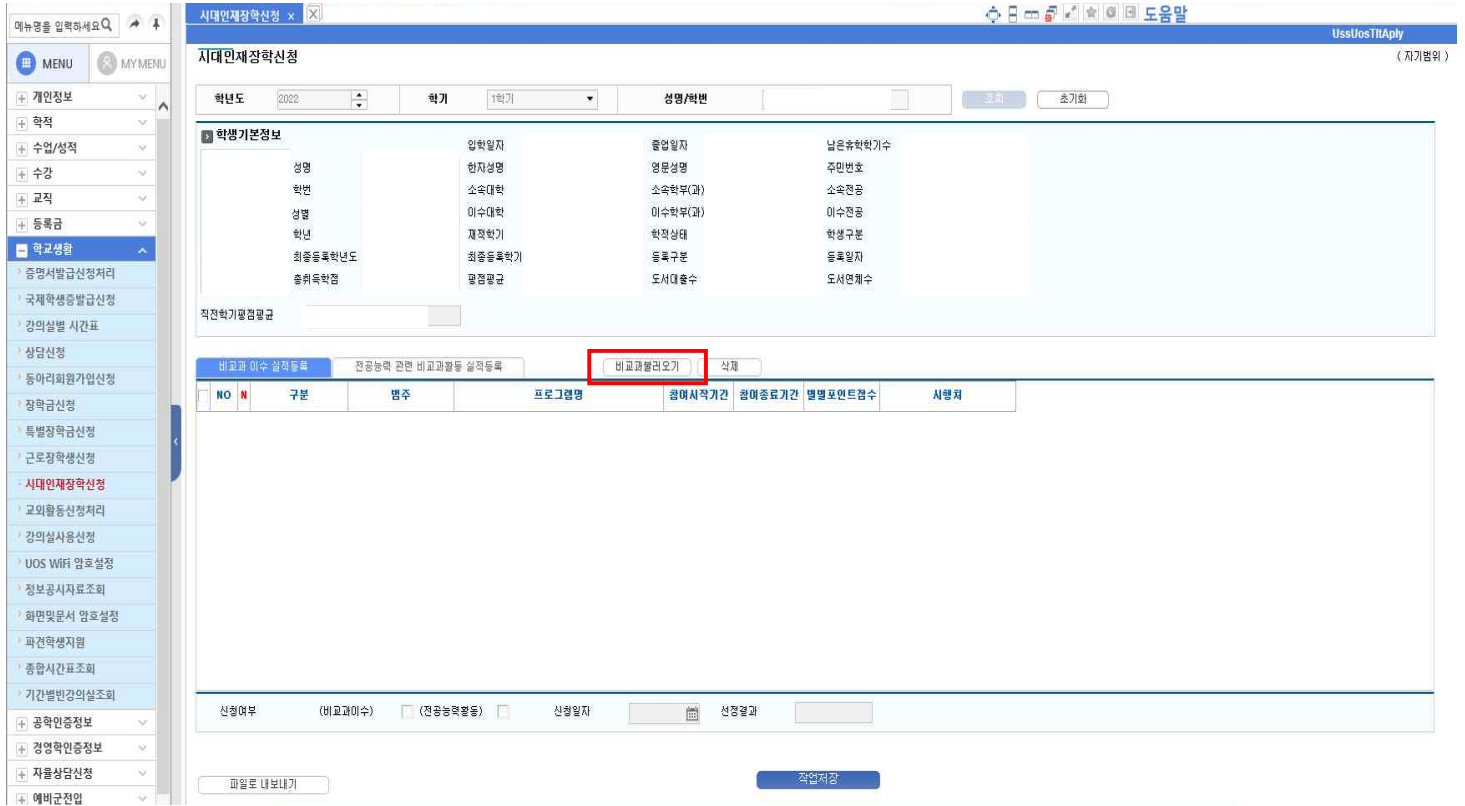 메뉴명을 입력하세요
MENU
MY MENU
개인정보
학적
수업/성적
수강
교직
등록금
학교생활
증명서발급신청처리
국제학생증발급신청
강의실별 시간표
상담신청
동아리회원가입신청
장학금신청
특별장학금신청
근로장학생신청
시대인재장학신청
교외활동신청처리
강의실사용신청
UOS WiFi 암호설정
정보공시자료조회
화면및문서 암호설정
파견학생지원
종합시간표조회
기간별빈강의실조회
공학인증정보
경영학인증정보
자율상담신청
예비군전입
시대인재장학신청 x
도움말
UssUosTltAply
시대인재장학신청
( 자기범위 )
학년도 2022 학기 1학기 성명/학번 조회 초기화
학생기본정보
입학일자 졸업일자 남은휴학학기수
성명 한자성명 영문성명 주민번호
학번 소속대학 소속학부(과) 소속전공
성별 이수대학 이수학부(과) 이수전공
학년 재적학기 학적상태 학생구분
최종등록학년도 최종등록학기 등록구분 등록일자
총취득학점 평점평균 도서대출수 도서연체수
직전학기평점평균
비교과 이수 실적등록 전공능력 관련 비교과활동 실적등록 비교과불러오기 삭제
NO N 구분 범주 프로그램명 참여시작기간 참여종료기간 별별포인트점수 시행처
신청여부 (비교과이수) (전공능력활동) 신청일자 선정결과
파일로 내보내기
작업저장